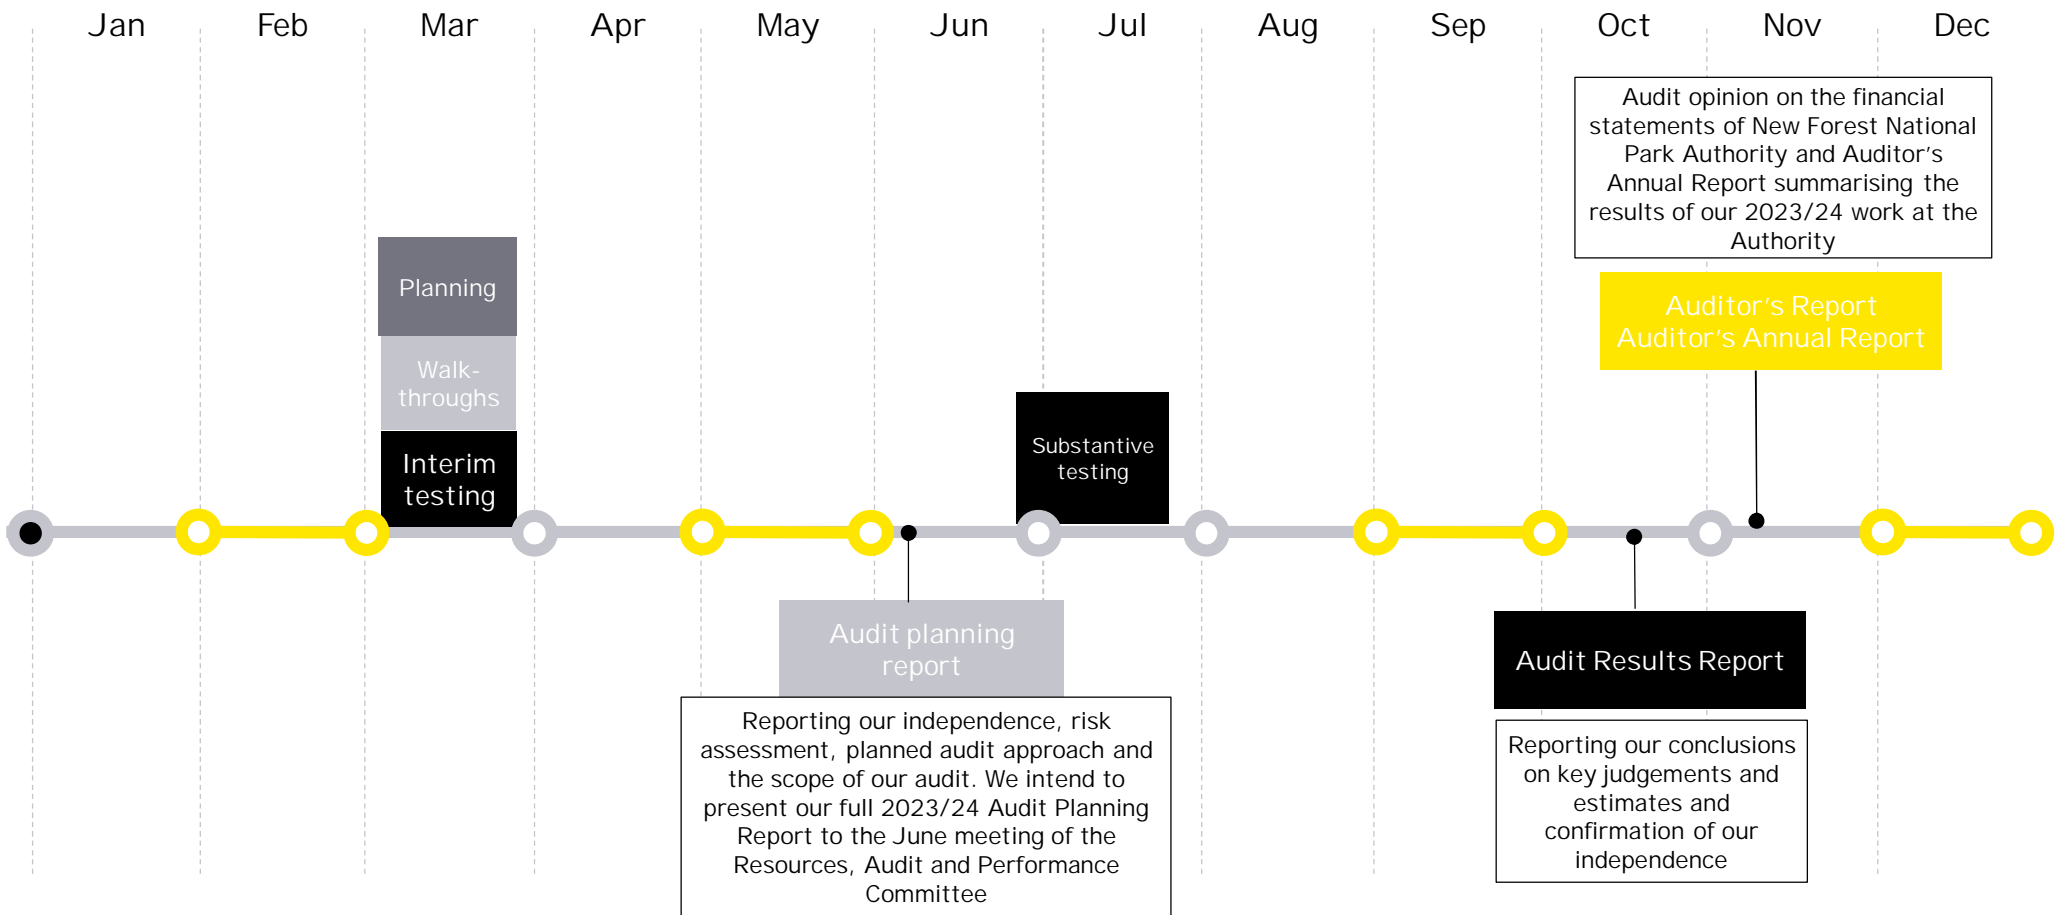 Jan Feb Mar Apr May Jun Jul Aug Sep Oct Nov Dec
Audit opinion on the financial
statements of New Forest National
Park Authority and Auditor's
Annual Report summarising the
results of our 2023/24 work at the
Authority
Planning
Walk-
throughs
Interim
testing
Substantive
testing
Auditor's Report
Auditor's Annual Report
Audit planning
report
Reporting our independence, risk
assessment, planned audit approach and
the scope of our audit. We intend to
present our full 2023/24 Audit Planning
Report to the June meeting of the
Resources, Audit and Performance
Committee
Audit Results Report
Reporting our conclusions
on key judgements and
estimates and
confirmation of our
independence